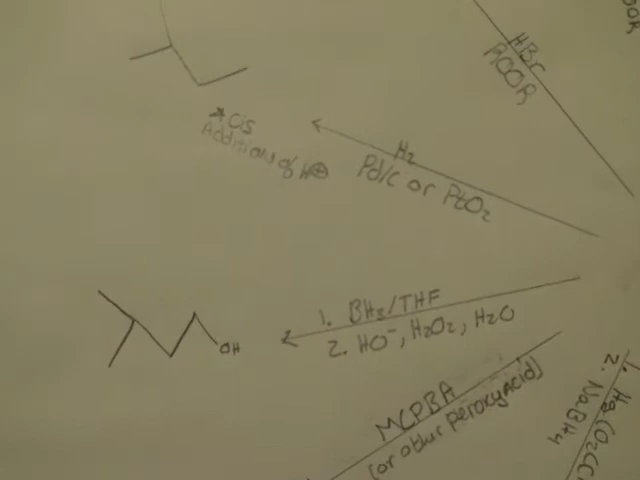 HBr
ROOR
*Cis
Addition of H⊕
H2
Pd/C or PtO2
1. BH3/THF
2. HO⁻, H2O2, H2O
OH
MCPBA
(or other peroxyacid)
2. NaBH4